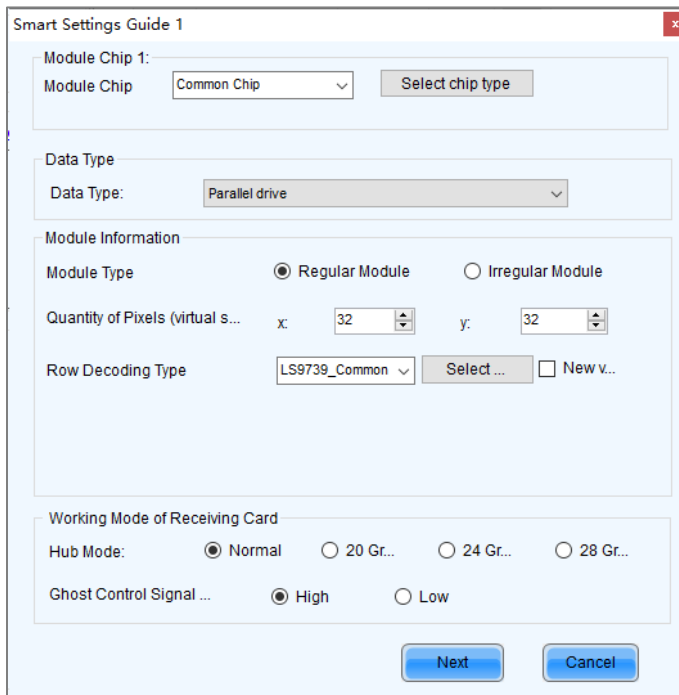 Smart Settings Guide 1
x
Module Chip 1:
Module Chip Common Chip Select chip type
Data Type
Data Type: Parallel drive
Module Information
Module Type Regular Module Irregular Module
Quantity of Pixels (virtual s... x: 32 y: 32
Row Decoding Type LS9739_Common Select ... New v...
Working Mode of Receiving Card
Hub Mode: Normal 20 Gr... 24 Gr... 28 Gr...
Ghost Control Signal ... High Low
Next Cancel